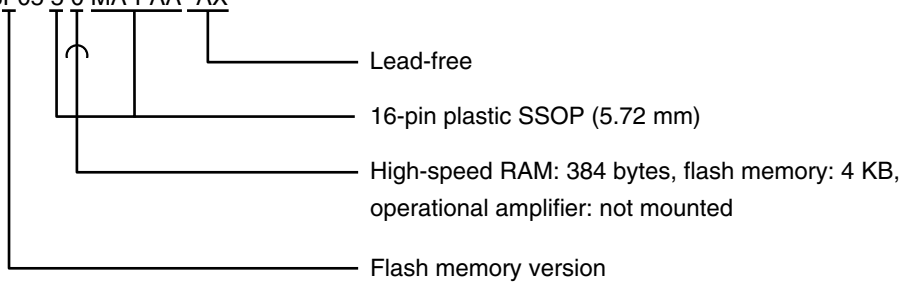 Lead-free
16-pin plastic SSOP (5.72 mm)
High-speed RAM: 384 bytes, flash memory: 4 KB,
operational amplifier: not mounted
Flash memory version